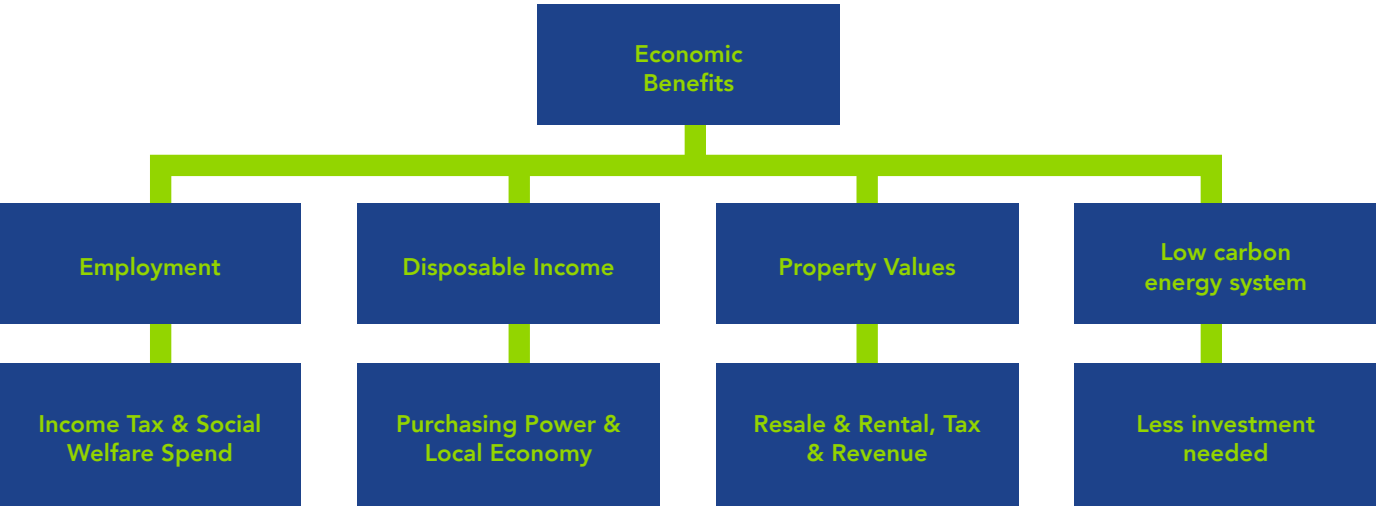 Economic
Benefits
Employment
Disposable Income
Property Values
Low carbon
energy system
Income Tax & Social
Welfare Spend
Purchasing Power &
Local Economy
Resale & Rental, Tax
& Revenue
Less investment
needed